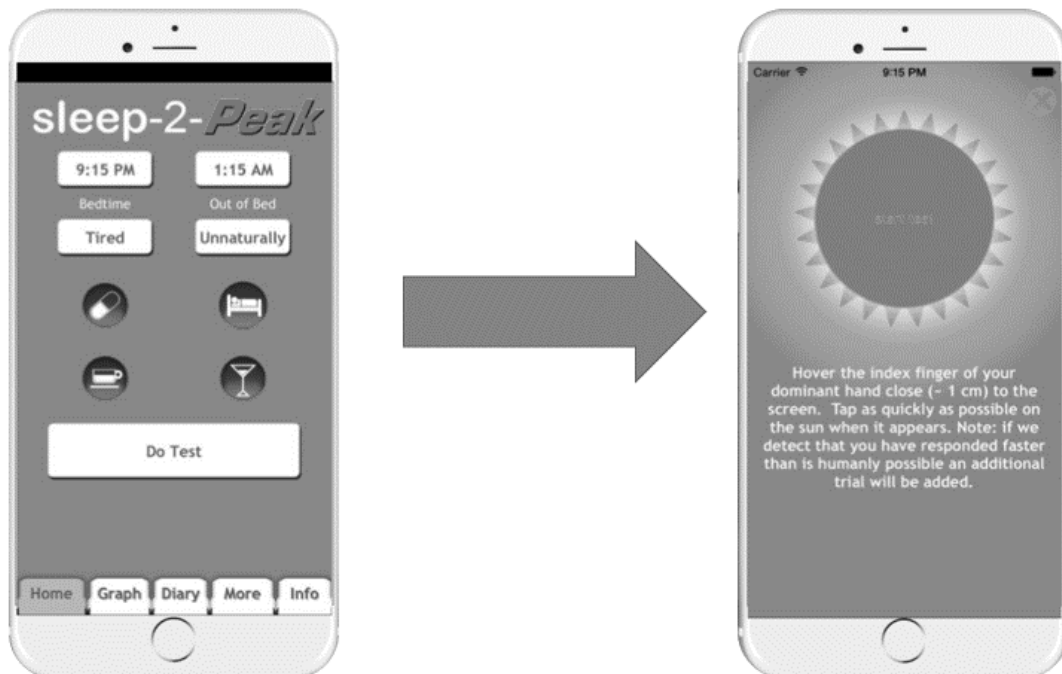 sleep-2-Peak
9:15 PM
1:15 AM
Bedtime
Out of Bed
Tired
Unnaturally
Do Test
Home
Graph
Diary
More
Info
Carrier
9:15 PM
start test
Hover the index finger of your
dominant hand close (~ 1 cm) to the
screen. Tap as quickly as possible on
the sun when it appears. Note: if we
detect that you have responded faster
than is humanly possible an additional
trial will be added.